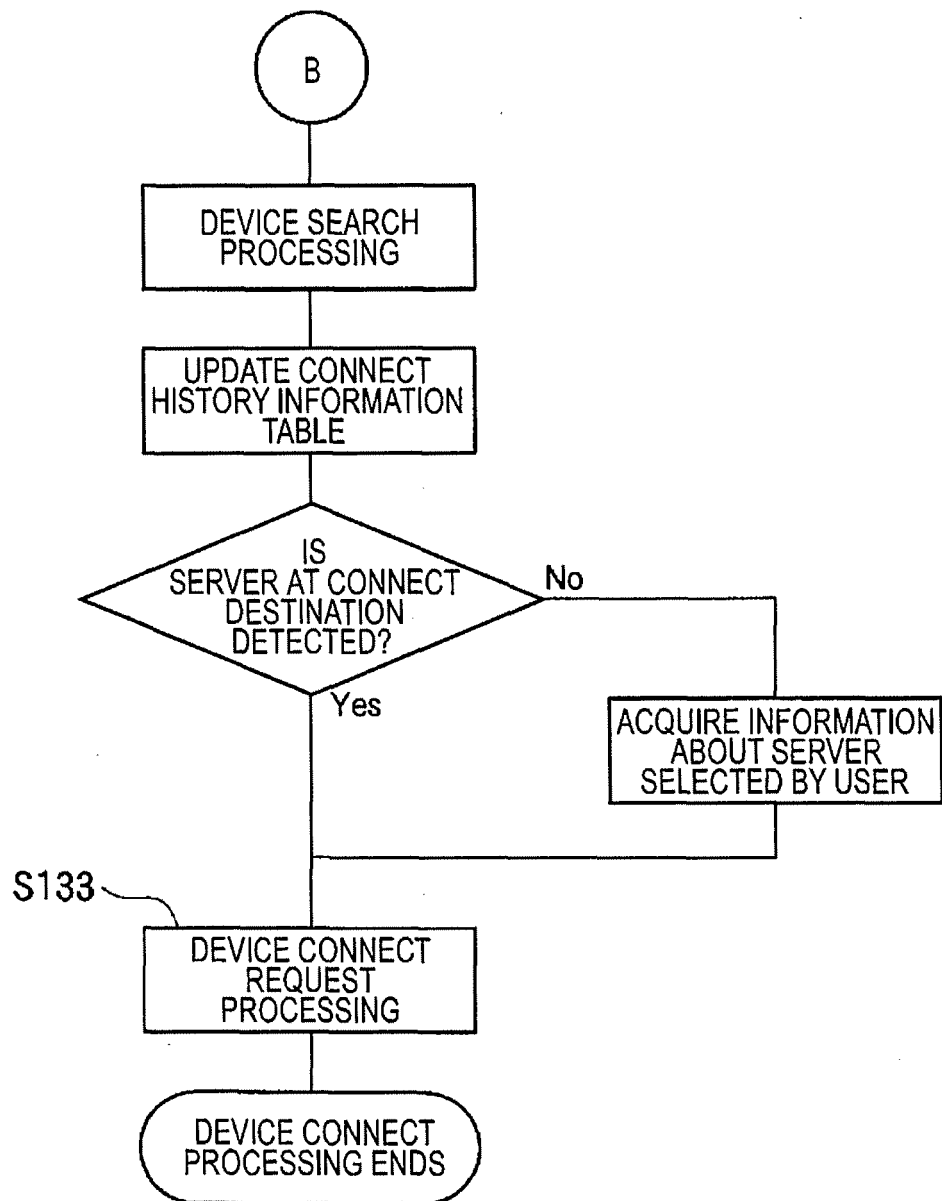 B
DEVICE SEARCH
PROCESSING
UPDATE CONNECT
HISTORY INFORMATION
TABLE
IS
SERVER AT CONNECT
DESTINATION
DETECTED?
No
Yes
ACQUIRE INFORMATION
ABOUT SERVER
SELECTED BY USER
S133
DEVICE CONNECT
REQUEST
PROCESSING
DEVICE CONNECT
PROCESSING ENDS